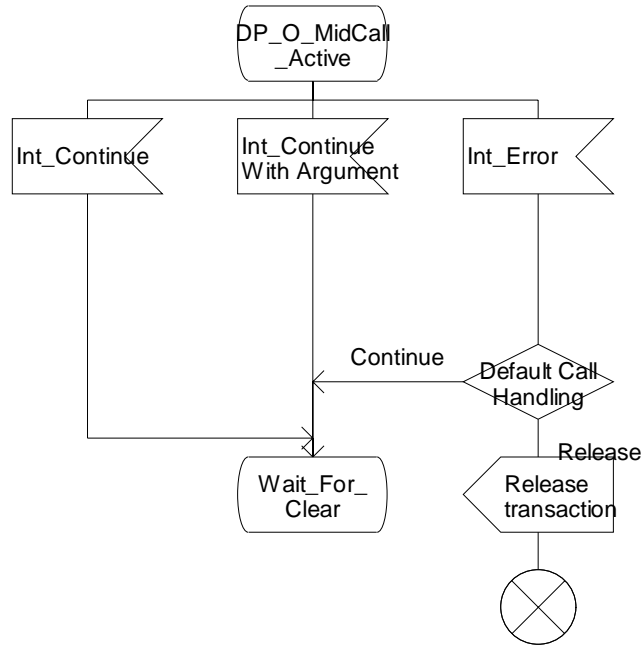 DP_O_MidCall
_Active
Int_Continue
Int_Continue
With Argument
Int_Error
Continue
Default Call
Handling
Release
Wait_For_
Clear
Release
transaction